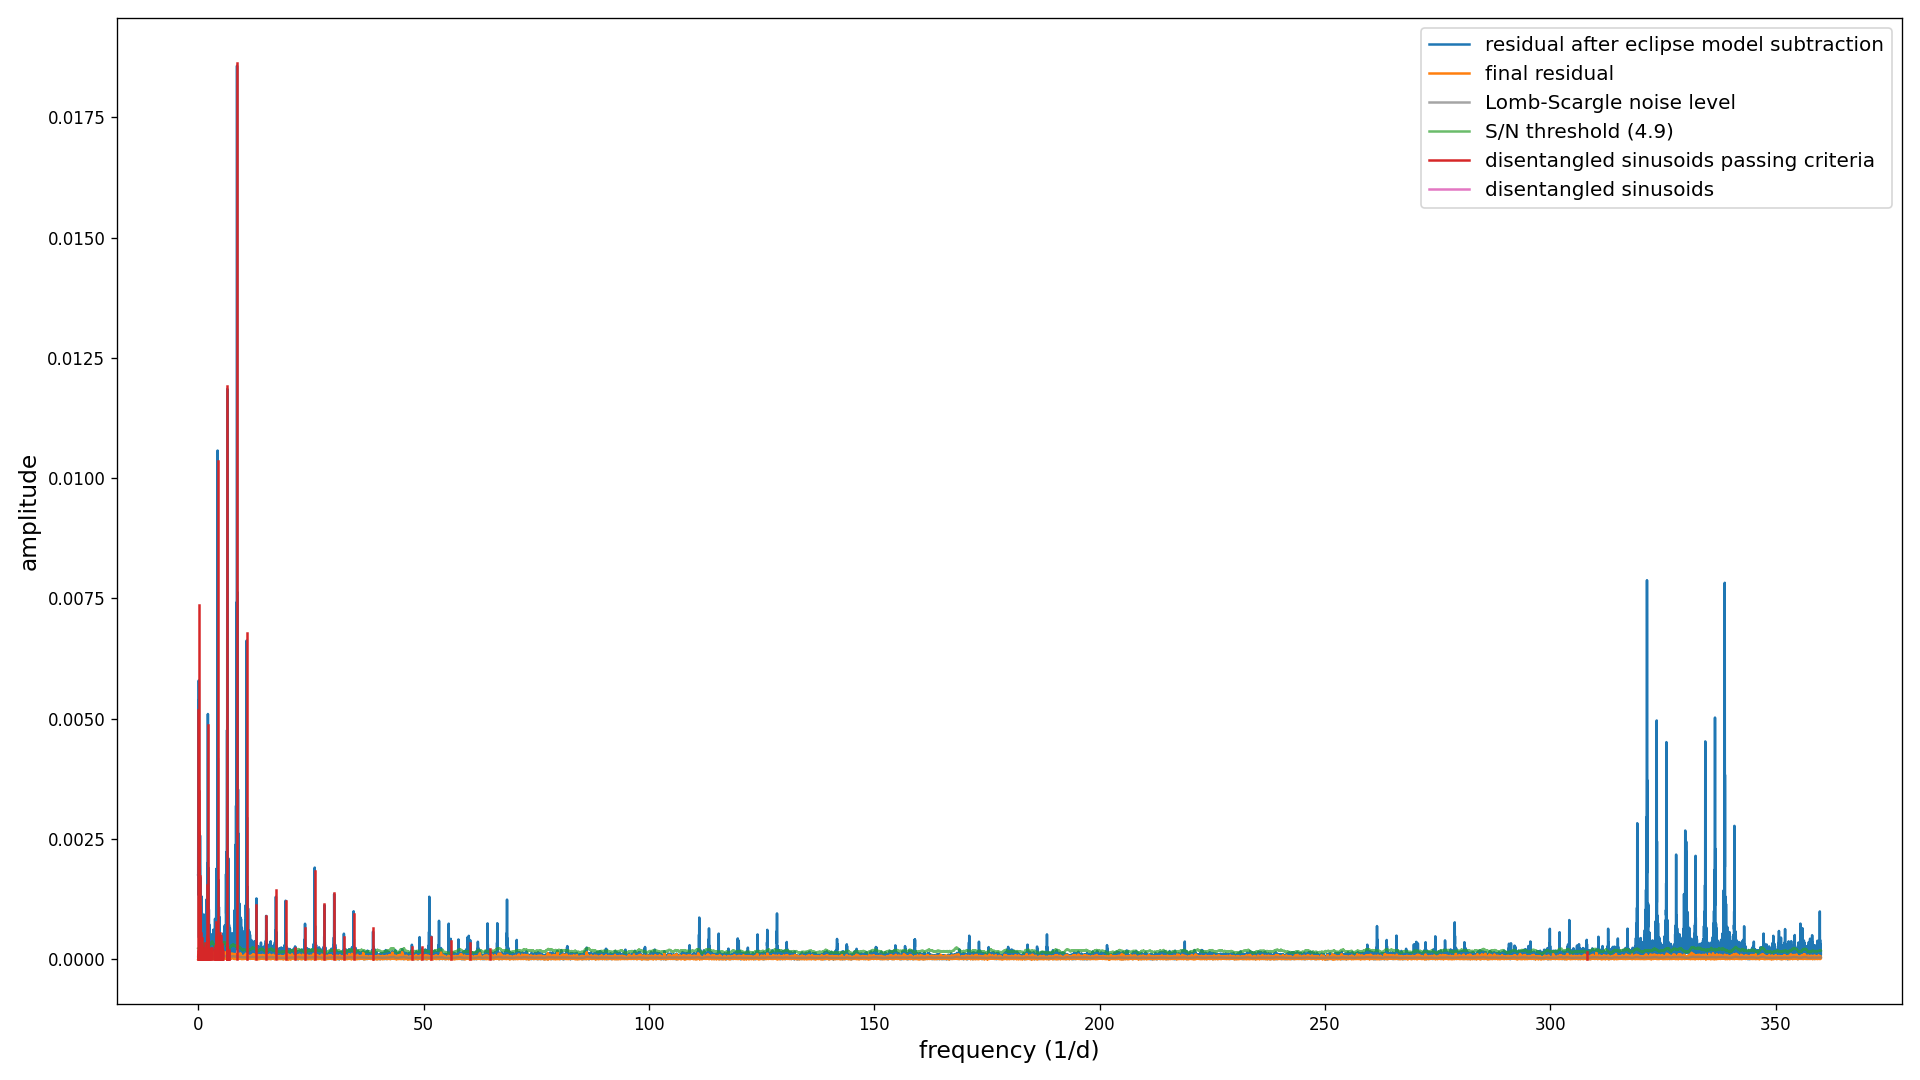 residual after eclipse model subtraction
final residual
Lomb-Scargle noise level
S/N threshold (4.9)
disentangled sinusoids passing criteria
disentangled sinusoids
amplitude
0.0175
0.0150
0.0125
0.0100
0.0075
0.0050
0.0025
0.0000
0 50 100 150 200 250 300 350
frequency (1/d)